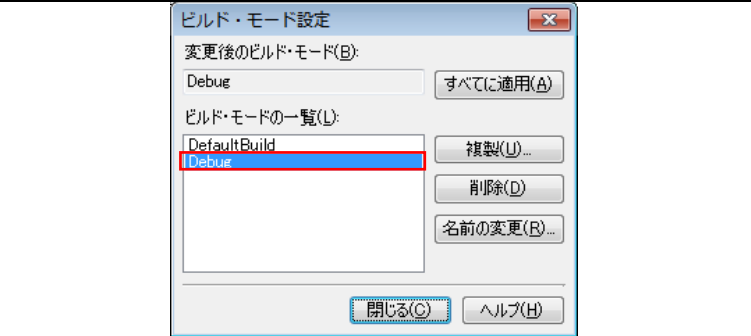 ビルド・モード設定
変更後のビルド・モード(B):
Debug
すべてに適用(A)
ビルド・モードの一覧(L):
DefaultBuild
Debug
複製(U)...
削除(D)
名前の変更(R)...
閉じる(C)
ヘルプ(H)